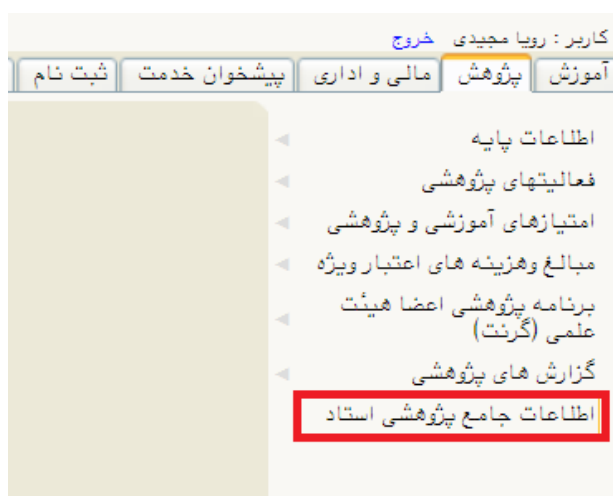 کاربر : رویا مجیدی خروج
آموزش پژوهش مالی و اداری پیشخوان خدمت ثبت نام
اطلاعات پایه
فعالیتهای پژوهشی
امتیازهای آموزشی و پژوهشی
مبالغ وهزینه های اعتبار ویژه
برنامه پژوهشی اعضا هیئت
علمی (گرنت)
گزارش های پژوهشی
اطلاعات جامع پژوهشی استاد